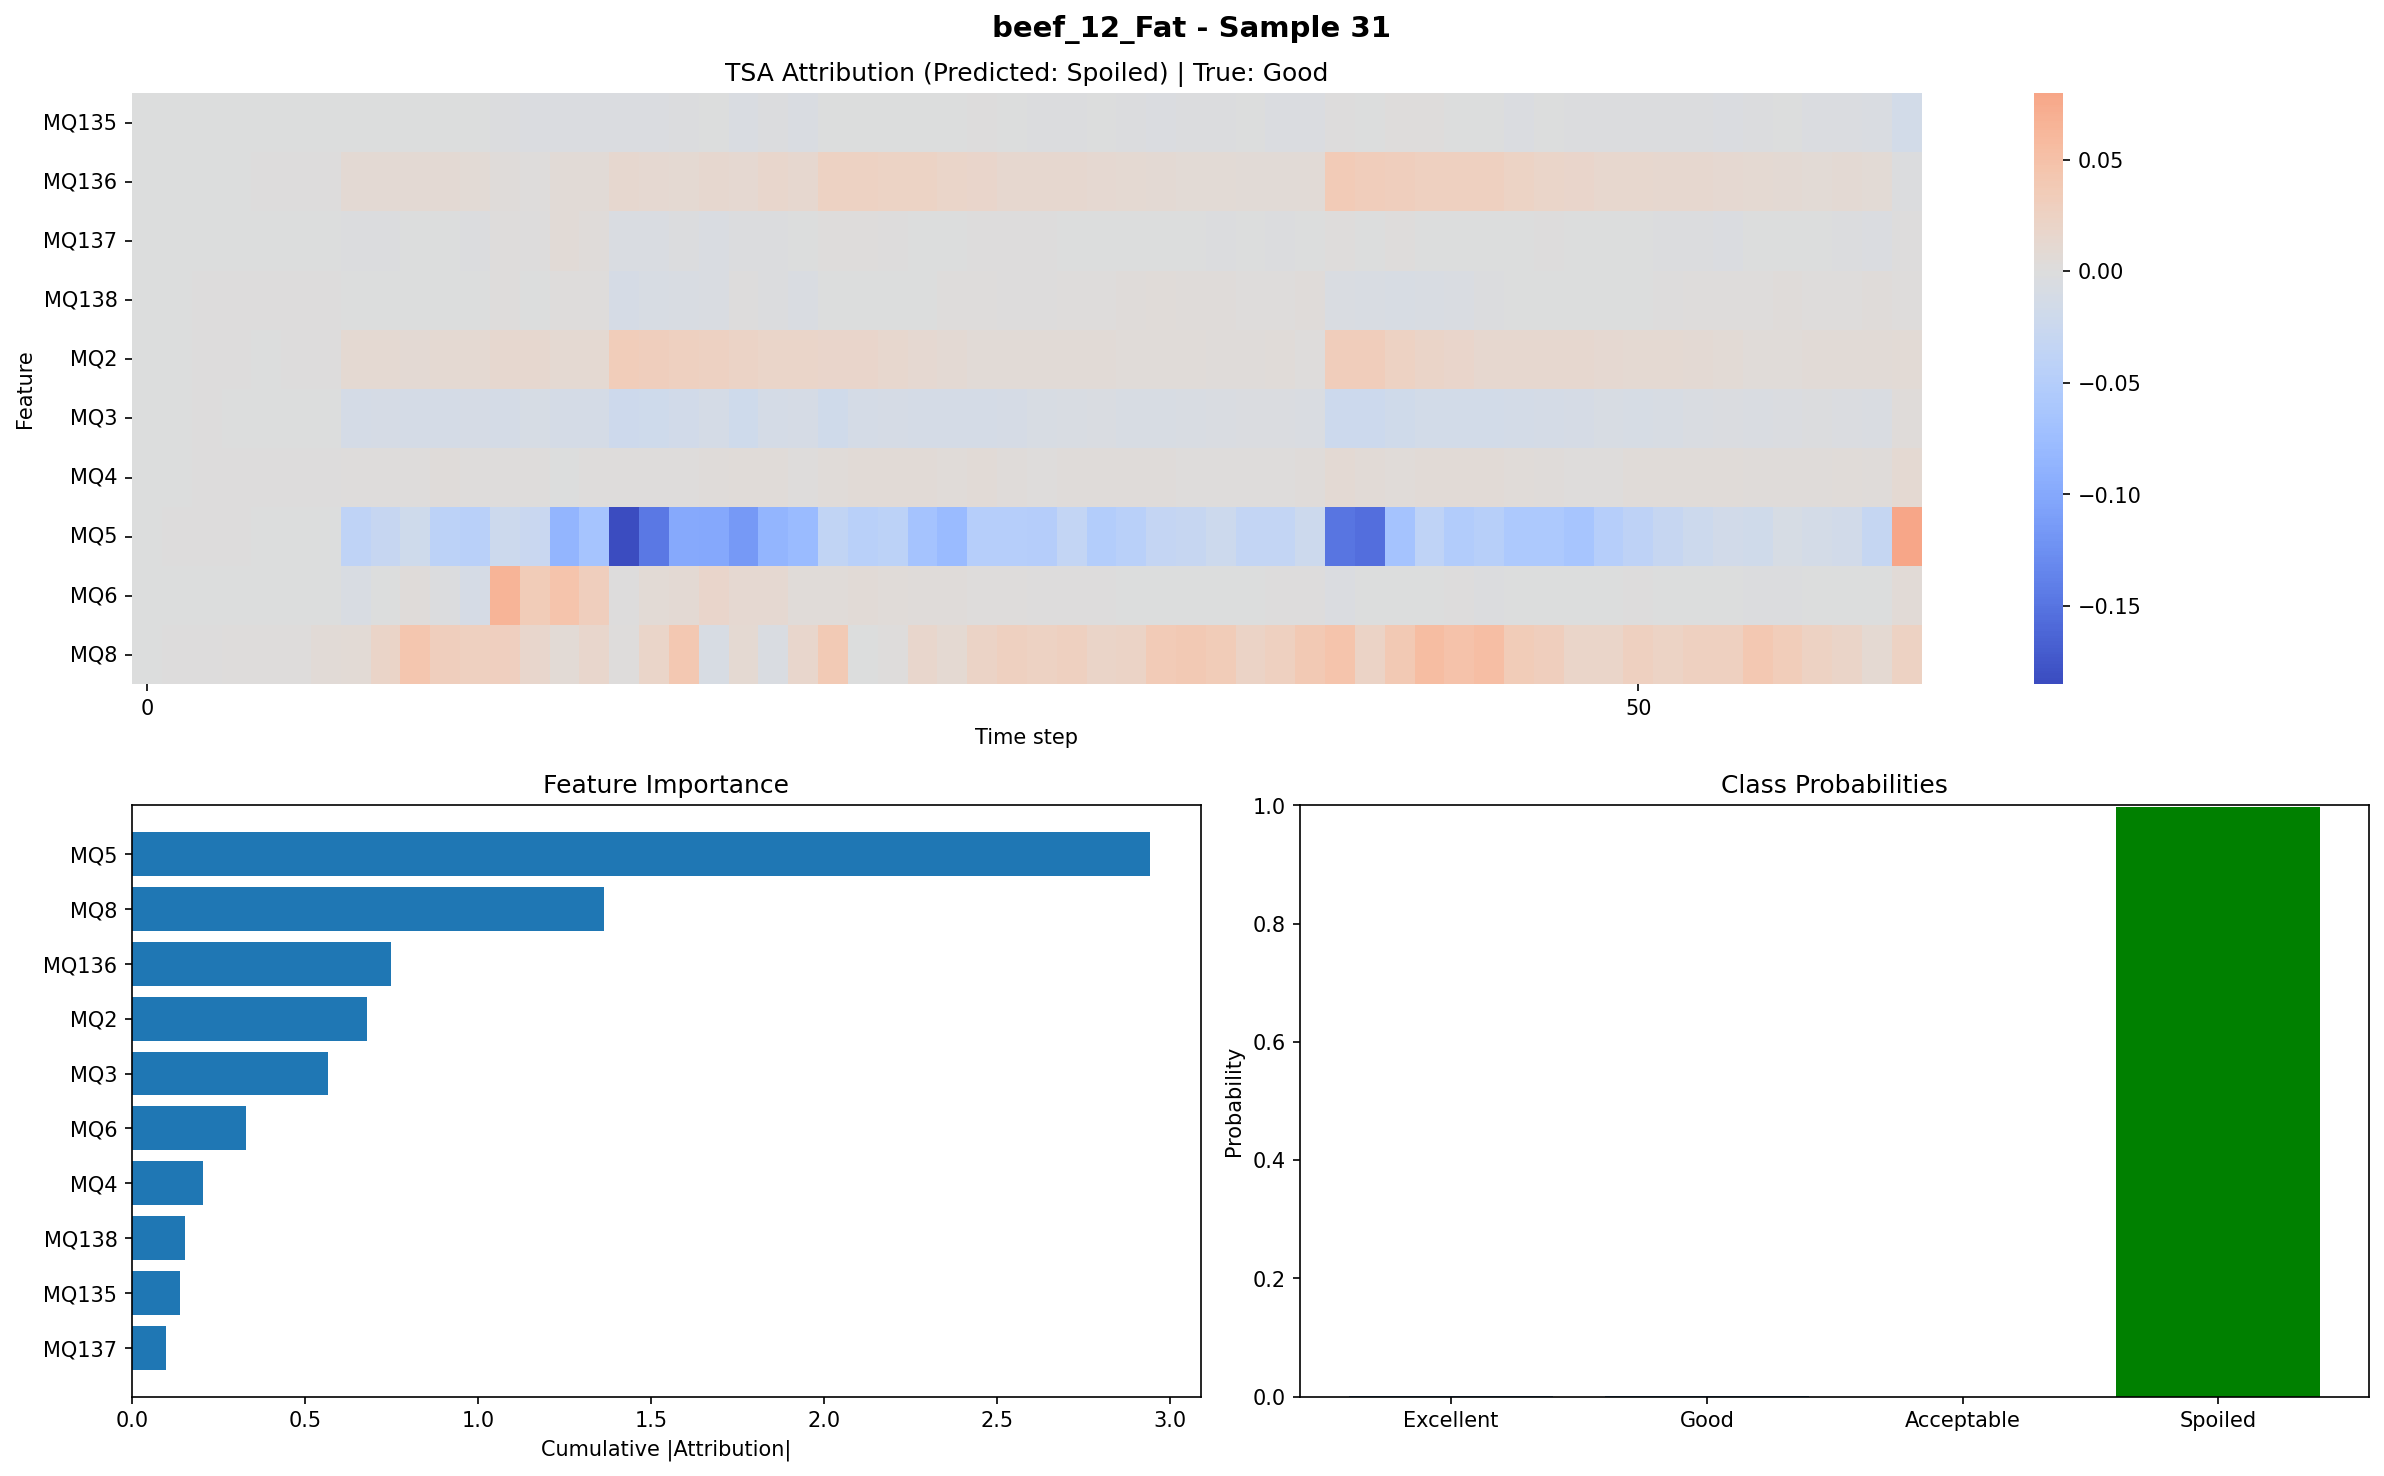 beef_12_Fat - Sample 31
TSA Attribution (Predicted: Spoiled) | True: Good
Feature
MQ135
MQ136
MQ137
MQ138
MQ2
MQ3
MQ4
MQ5
MQ6
MQ8
0
50
Time step
0.05
0.00
−0.05
−0.10
−0.15
Feature Importance
MQ5
MQ8
MQ136
MQ2
MQ3
MQ6
MQ4
MQ138
MQ135
MQ137
0.0 0.5 1.0 1.5 2.0 2.5 3.0
Cumulative |Attribution|
Class Probabilities
Probability
1.0
0.8
0.6
0.4
0.2
0.0
Excellent Good Acceptable Spoiled